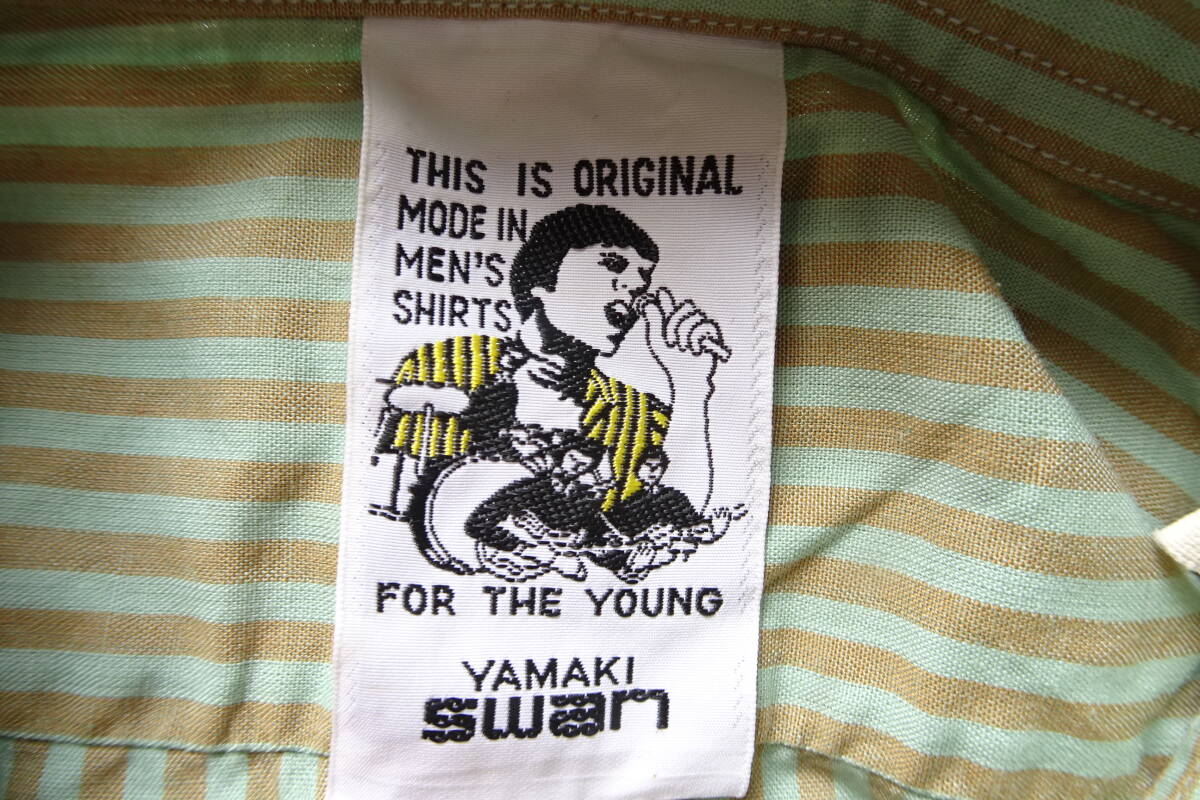 THIS IS ORIGINAL
MODE IN
MEN'S
SHIRTS
FOR THE YOUNG
YAMAKI
swan